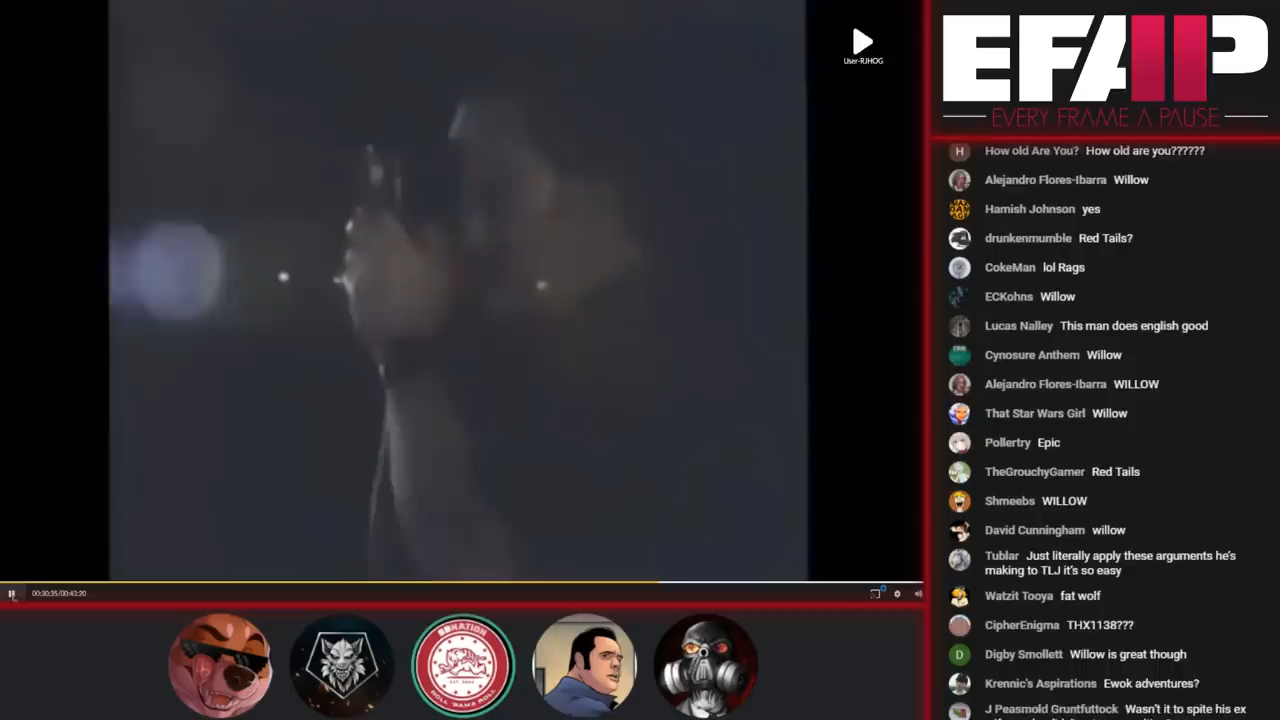 User-RJHOG
EFAP
EVERY FRAME A PAUSE
H How old Are You? How old are you??????
Alejandro Flores-Ibarra Willow
Hamish Johnson yes
drunkenmumble Red Tails?
CokeMan lol Rags
ECKohns Willow
Lucas Nalley This man does english good
Cynosure Anthem Willow
Alejandro Flores-Ibarra WILLOW
That Star Wars Girl Willow
Pollertry Epic
TheGrouchyGamer Red Tails
Shmeebs WILLOW
David Cunningham willow
Tublar Just literally apply these arguments he's
making to TLJ it's so easy
Watzit Tooya fat wolf
CipherEnigma THX1138???
D Digby Smollett Willow is great though
Krennic's Aspirations Ewok adventures?
J Peasmold Gruntfuttock Wasn't it to spite his ex
00:30:35/00:43:20
NATION
ROLL 'BAMA ROLL